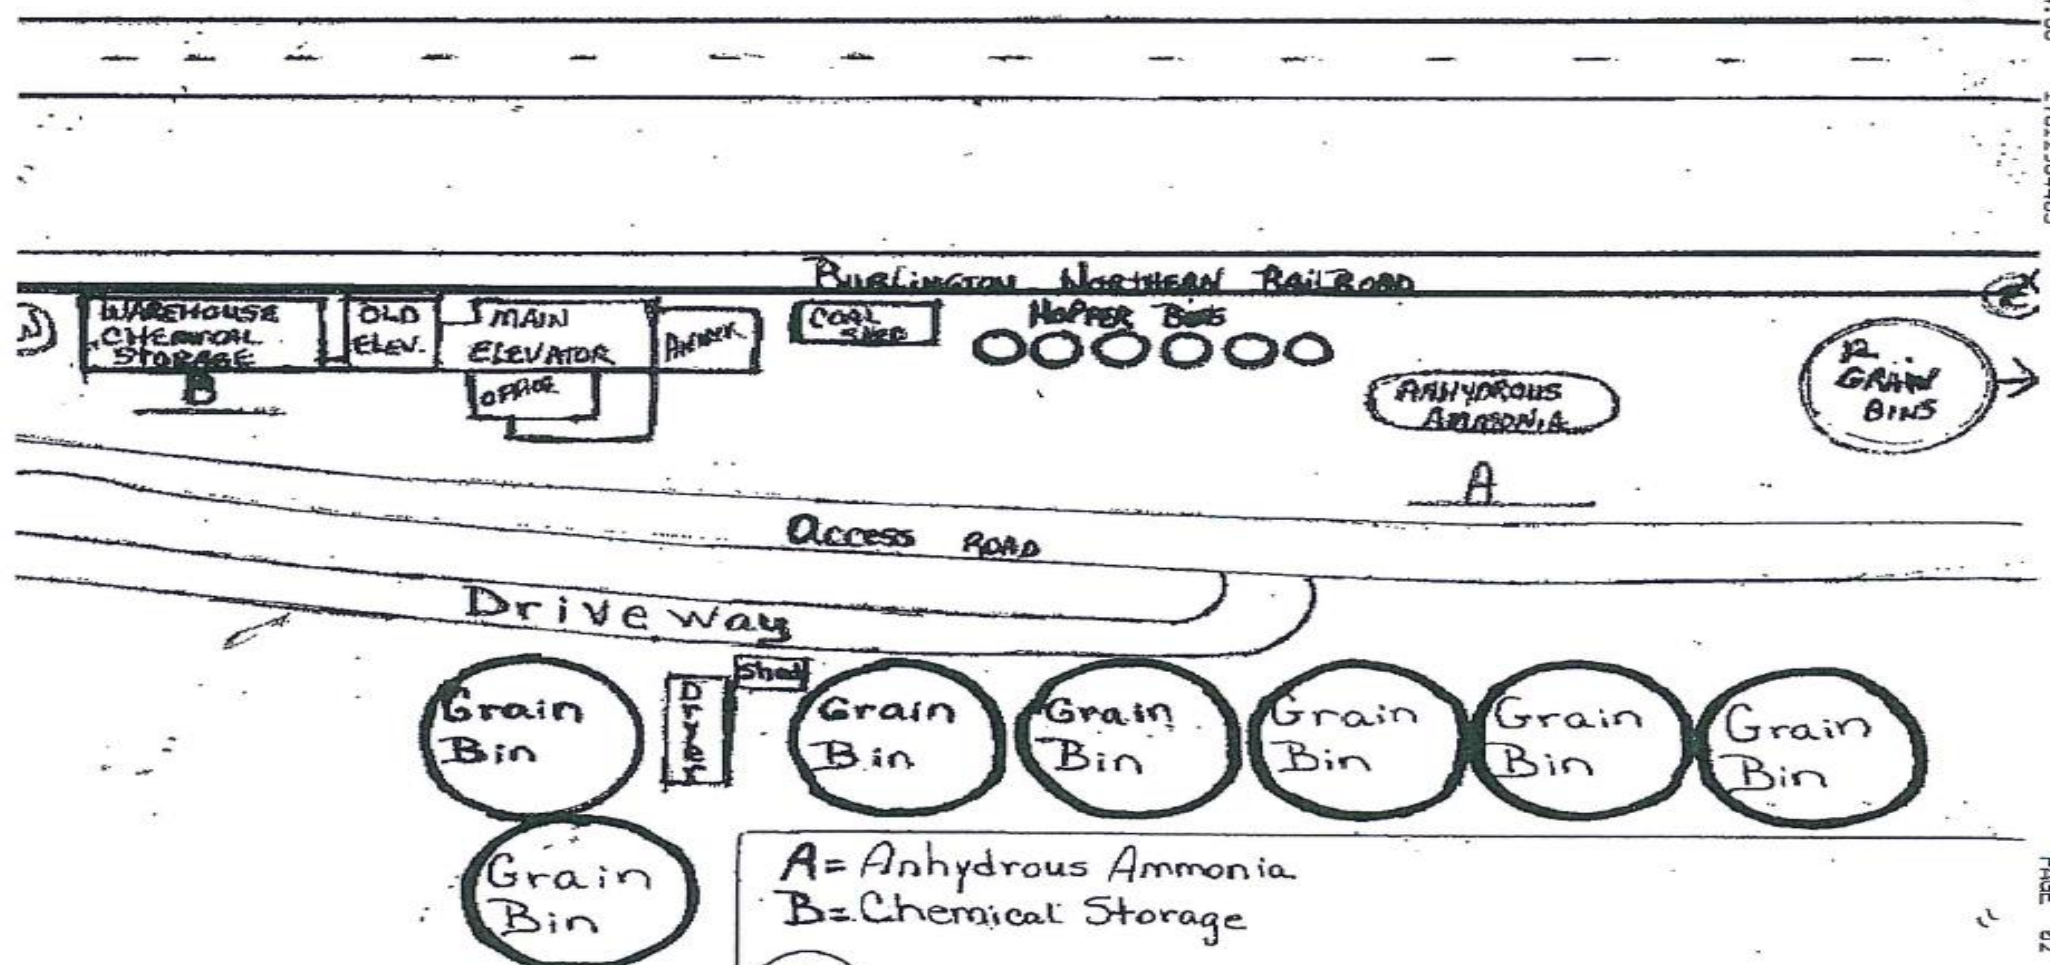 BURLINGTON NORTHERN RAILROAD
WAREHOUSE
CHEMICAL
STORAGE
B
OLD
ELEV.
MAIN
ELEVATOR
OFFICE
COAL
SHED
HOPPER BINS
ANHYDROUS
AMMONIA
A
12
GRAIN
BINS
Access ROAD
Driveway
Shed
Grain
Bin
Grain
Bin
Grain
Bin
Grain
Bin
Grain
Bin
Grain
Bin
Grain
Bin
A= Anhydrous Ammonia
B= Chemical Storage
PAGE 02